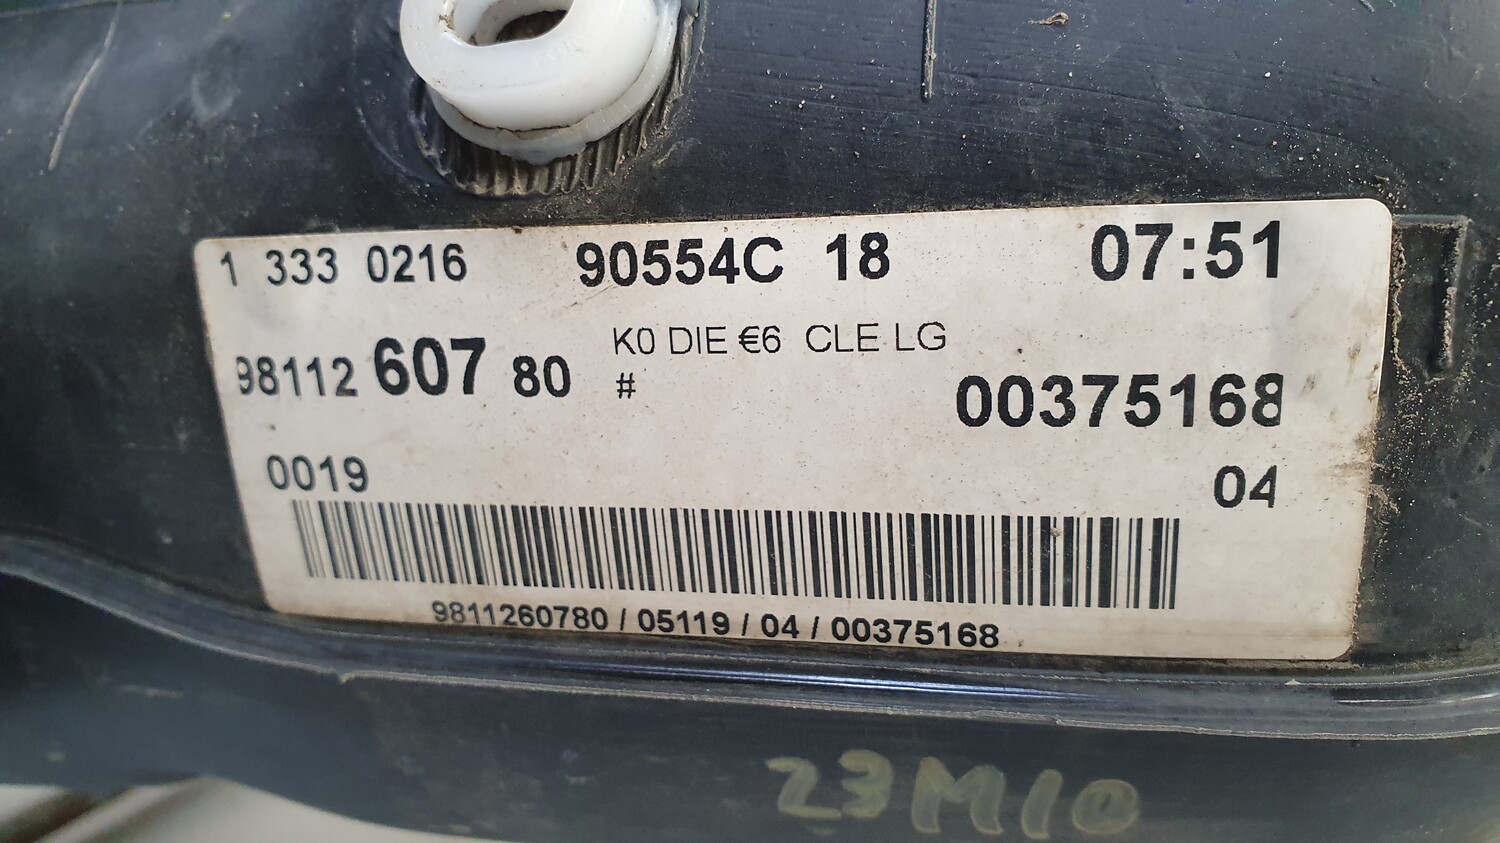 1 333 0216 90554C 18 07:51
98112 607 80 K0 DIE €6 CLE LG
# 00375168
0019 04
9811260780 / 05119 / 04 / 00375168
23M10